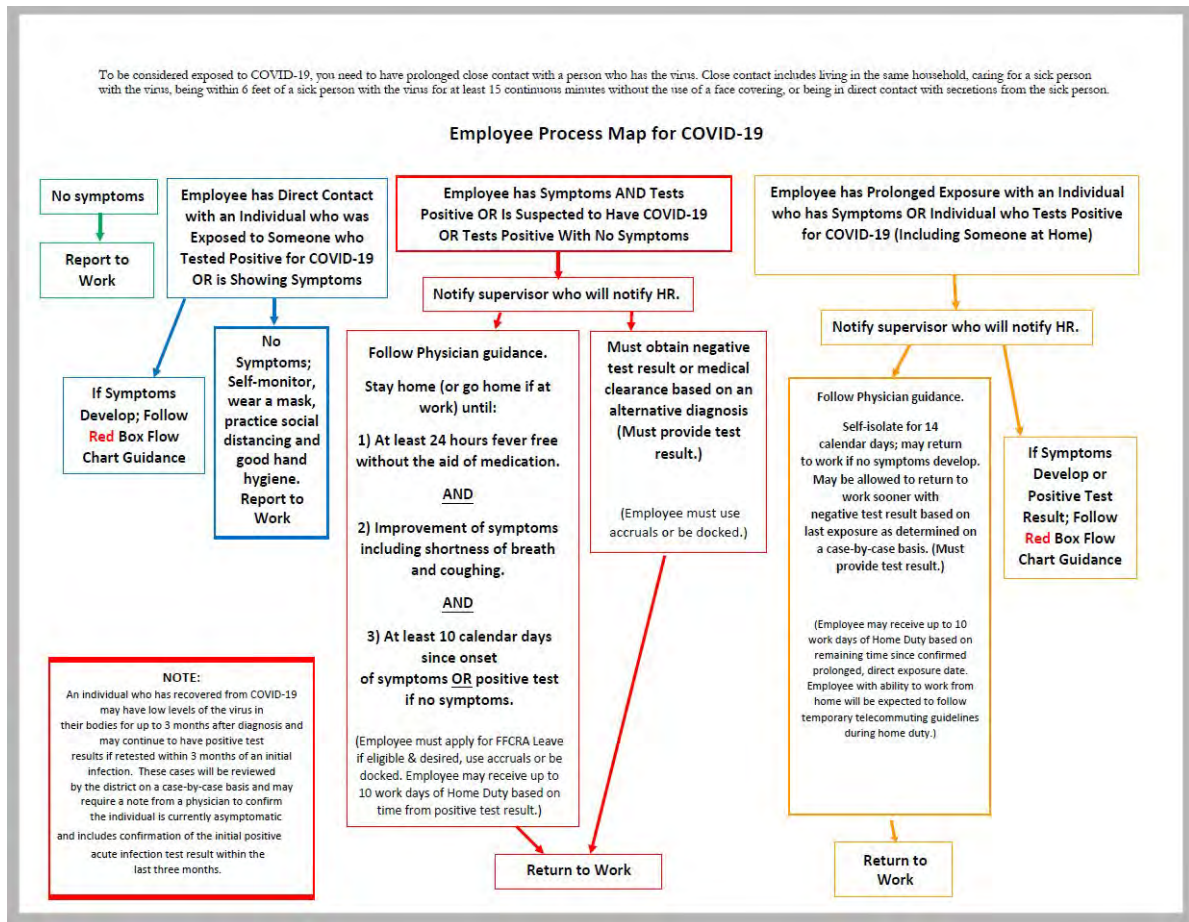 To be considered exposed to COVID-19, you need to have prolonged close contact with a person who has the virus. Close contact includes living in the same household, caring for a sick person
with the virus, being within 6 feet of a sick person with the virus for at least 15 continuous minutes without the use of a face covering, or being in direct contact with secretions from the sick person.
Employee Process Map for COVID-19
No symptoms
Report to
Work
Employee has Direct Contact
with an Individual who was
Exposed to Someone who
Tested Positive for COVID-19
OR is Showing Symptoms
If Symptoms
Develop; Follow
Red Box Flow
Chart Guidance
No
Symptoms;
Self-monitor,
wear a mask,
practice social
distancing and
good hand
hygiene.
Report to
Work
Employee has Symptoms AND Tests
Positive OR Is Suspected to Have COVID-19
OR Tests Positive With No Symptoms
Notify supervisor who will notify HR.
Follow Physician guidance.
Stay home (or go home if at
work) until:
1) At least 24 hours fever free
without the aid of medication.
AND
2) Improvement of symptoms
including shortness of breath
and coughing.
AND
3) At least 10 calendar days
since onset
of symptoms OR positive test
if no symptoms.
(Employee must apply for FFCRA Leave
if eligible & desired, use accruals or be
docked. Employee may receive up to
10 work days of Home Duty based on
time from positive test result.)
Must obtain negative
test result or medical
clearance based on an
alternative diagnosis
(Must provide test
result.)
(Employee must use
accruals or be docked.)
Return to Work
Employee has Prolonged Exposure with an Individual
who has Symptoms OR Individual who Tests Positive
for COVID-19 (Including Someone at Home)
Notify supervisor who will notify HR.
Follow Physician guidance.
Self-isolate for 14
calendar days; may return
to work if no symptoms develop.
May be allowed to return to
work sooner with
negative test result based on
last exposure as determined on
a case-by-case basis. (Must
provide test result.)
(Employee may receive up to 10
work days of Home Duty based on
remaining time since confirmed
prolonged, direct exposure date.
Employee with ability to work from
home will be expected to follow
temporary telecommuting guidelines
during home duty.)
If Symptoms
Develop or
Positive Test
Result; Follow
Red Box Flow
Chart Guidance
Return to
Work
NOTE:
An individual who has recovered from COVID-19
may have low levels of the virus in
their bodies for up to 3 months after diagnosis and
may continue to have positive test
results if retested within 3 months of an initial
infection. These cases will be reviewed
by the district on a case-by-case basis and may
require a note from a physician to confirm
the individual is currently asymptomatic
and includes confirmation of the initial positive
acute infection test result within the
last three months.